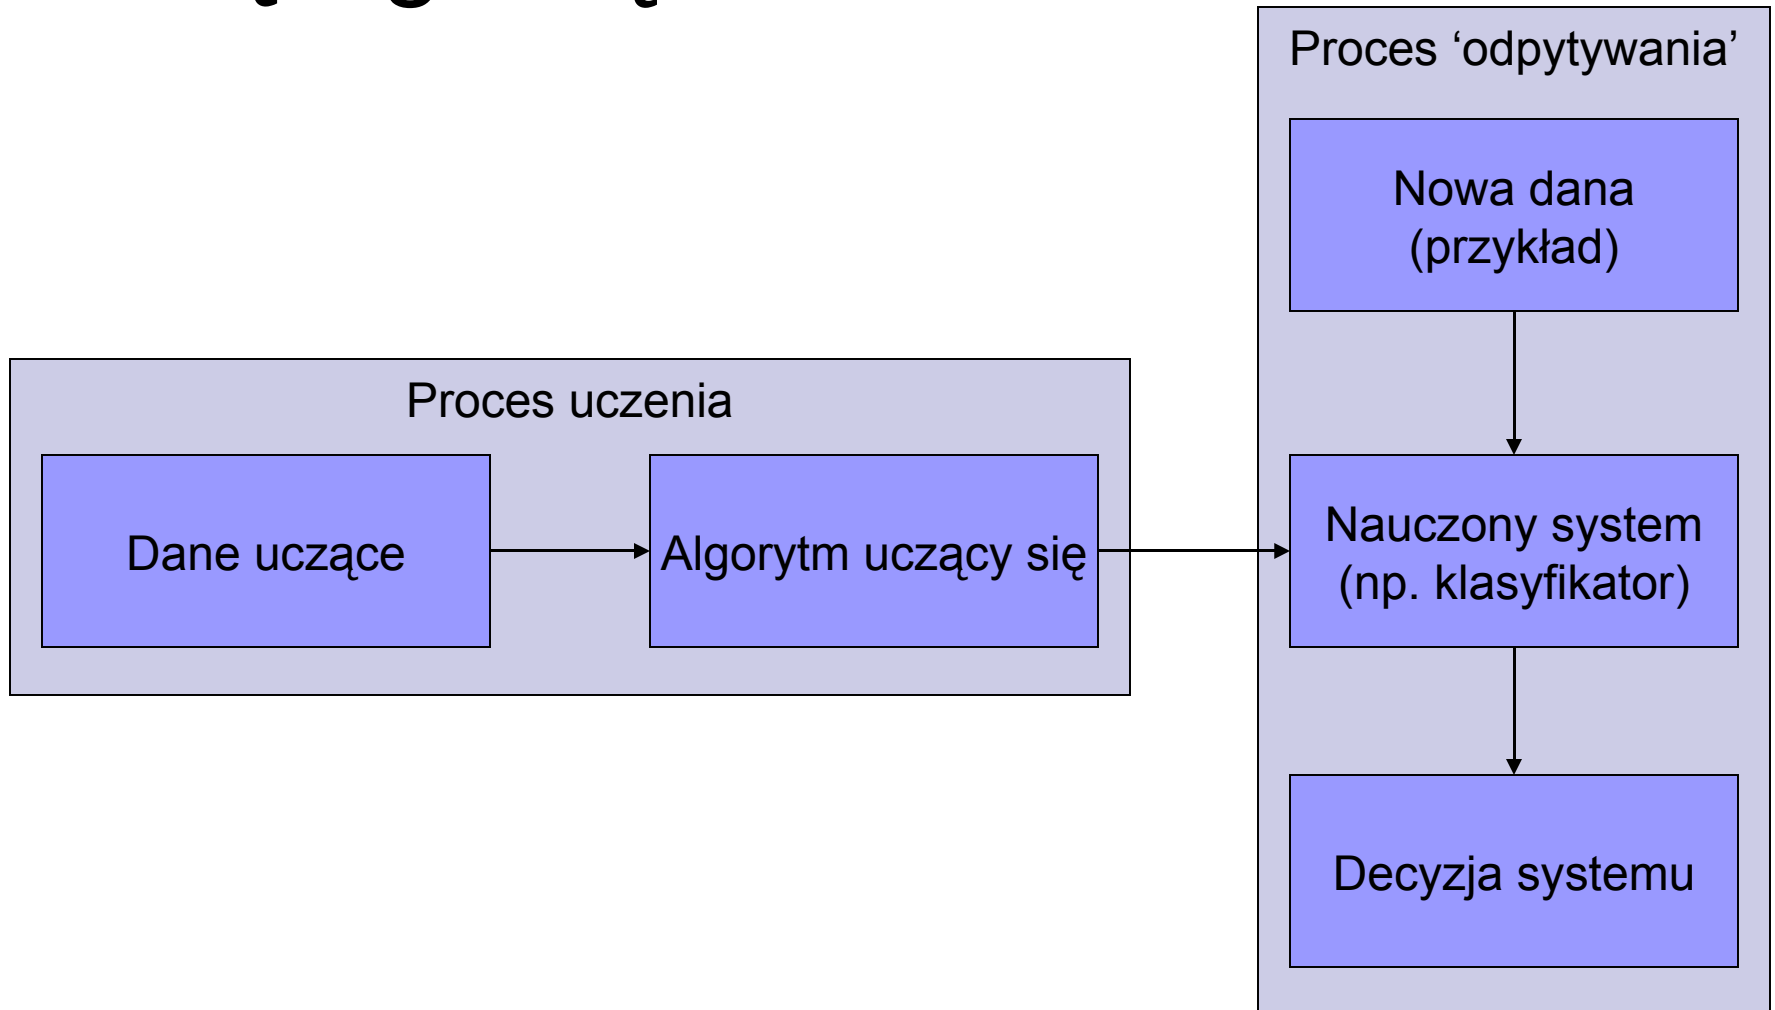 Proces ‘odpytywania’
Nowa dana
(przykład)
Proces uczenia
Dane uczące
Algorytm uczący się
Nauczony system
(np. klasyfikator)
Decyzja systemu